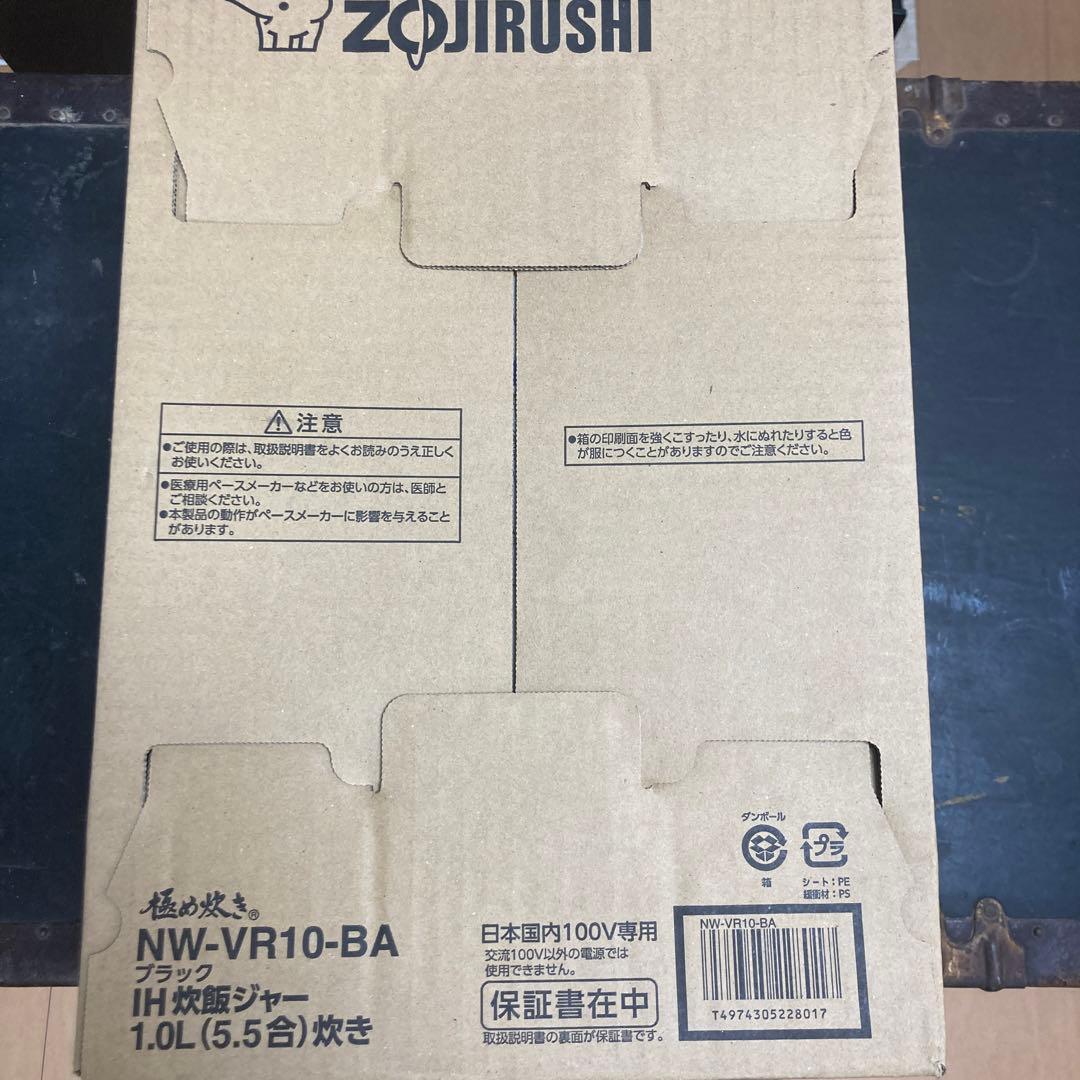 ZOJIRUSHI
⚠注意
●ご使用の際は、取扱説明書をよくお読みのうえ正しく
お使いください。
●医療用ペースメーカーなどをお使いの方は、医師と
ご相談ください。
●本製品の動作がペースメーカーに影響を与えること
があります。
●箱の印刷面を強くこすったり、水にぬれたりすると色
が服につくことがありますのでご注意ください。
ダンボール
プラ
箱
シート:PE
緩衝材:PS
極め炊き®
NW-VR10-BA
ブラック
IH炊飯ジャー
1.0L(5.5合)炊き
日本国内100V専用
交流100V以外の電源では
使用できません。
保証書在中
取扱説明書の裏面が保証書です。
NW-VR10-BA
T4974305228017